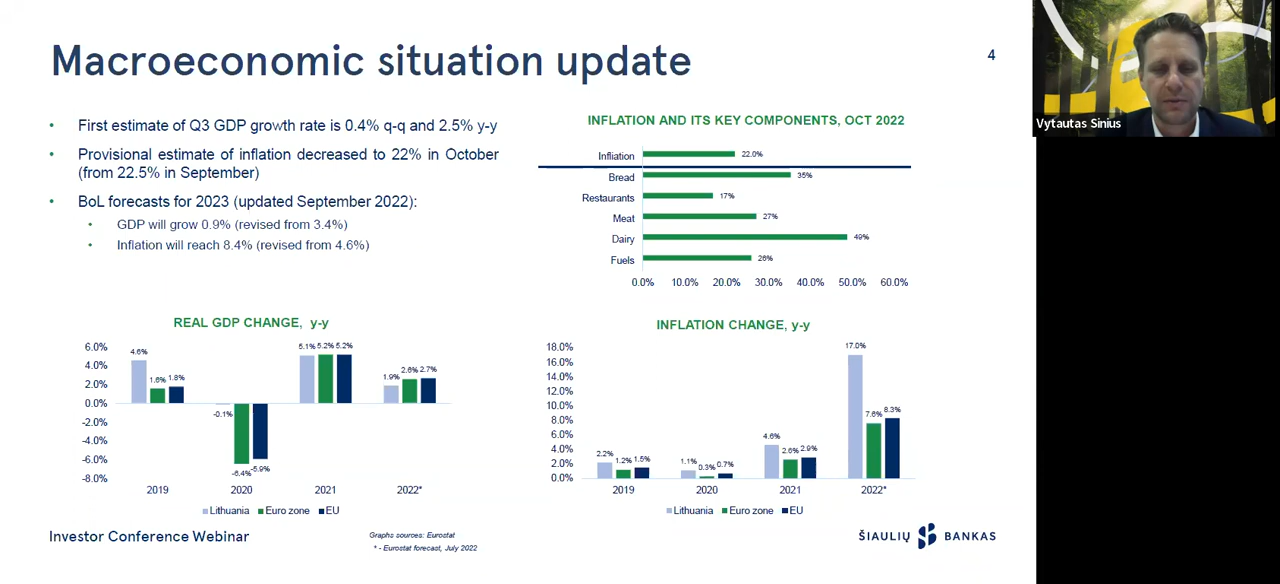 Macroeconomic situation update
4
Vytautas Sinius
• First estimate of Q3 GDP growth rate is 0.4% q-q and 2.5% y-y
• Provisional estimate of inflation decreased to 22% in October
(from 22.5% in September)
• BoL forecasts for 2023 (updated September 2022):
• GDP will grow 0.9% (revised from 3.4%)
• Inflation will reach 8.4% (revised from 4.6%)
INFLATION AND ITS KEY COMPONENTS, OCT 2022
Infliation 22.0%
Bread 35%
Restaurants 17%
Meat 27%
Dairy 49%
Fuels 26%
0.0% 10.0% 20.0% 30.0% 40.0% 50.0% 60.0%
REAL GDP CHANGE, y-y
6.0%
4.0%
2.0%
0.0%
-2.0%
-4.0%
-6.0%
-8.0%
4.6% 1.6% 1.8%
-0.1% -6.4% -5.9%
5.1% 5.2% 5.2%
1.9% 2.6% 2.7%
2019 2020 2021 2022*
Lithuania Euro zone EU
INFLATION CHANGE, y-y
18.0%
16.0%
14.0%
12.0%
10.0%
8.0%
6.0%
4.0%
2.0%
0.0%
2.2% 1.2% 1.5%
1.1% 0.3% 0.7%
4.6% 2.6% 2.9%
17.0% 7.6% 8.3%
2019 2020 2021 2022*
Lithuania Euro zone EU
Investor Conference Webinar
Graphs sources: Eurostat
* - Eurostat forecast, July 2022
ŠIAULIŲ BANKAS